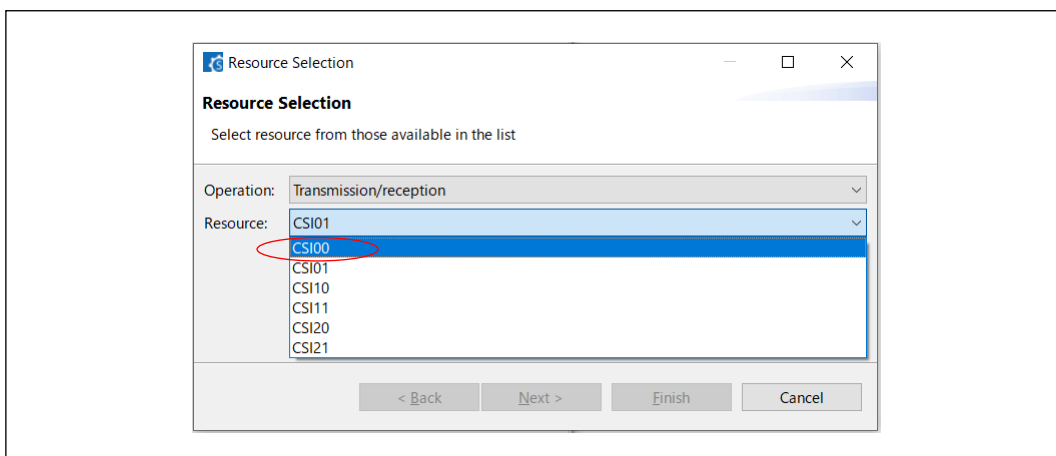 Resource Selection
Resource Selection
Select resource from those available in the list
Operation: Transmission/reception
Resource: CSI01
CSI00
CSI01
CSI10
CSI11
CSI20
CSI21
< Back Next > Finish Cancel